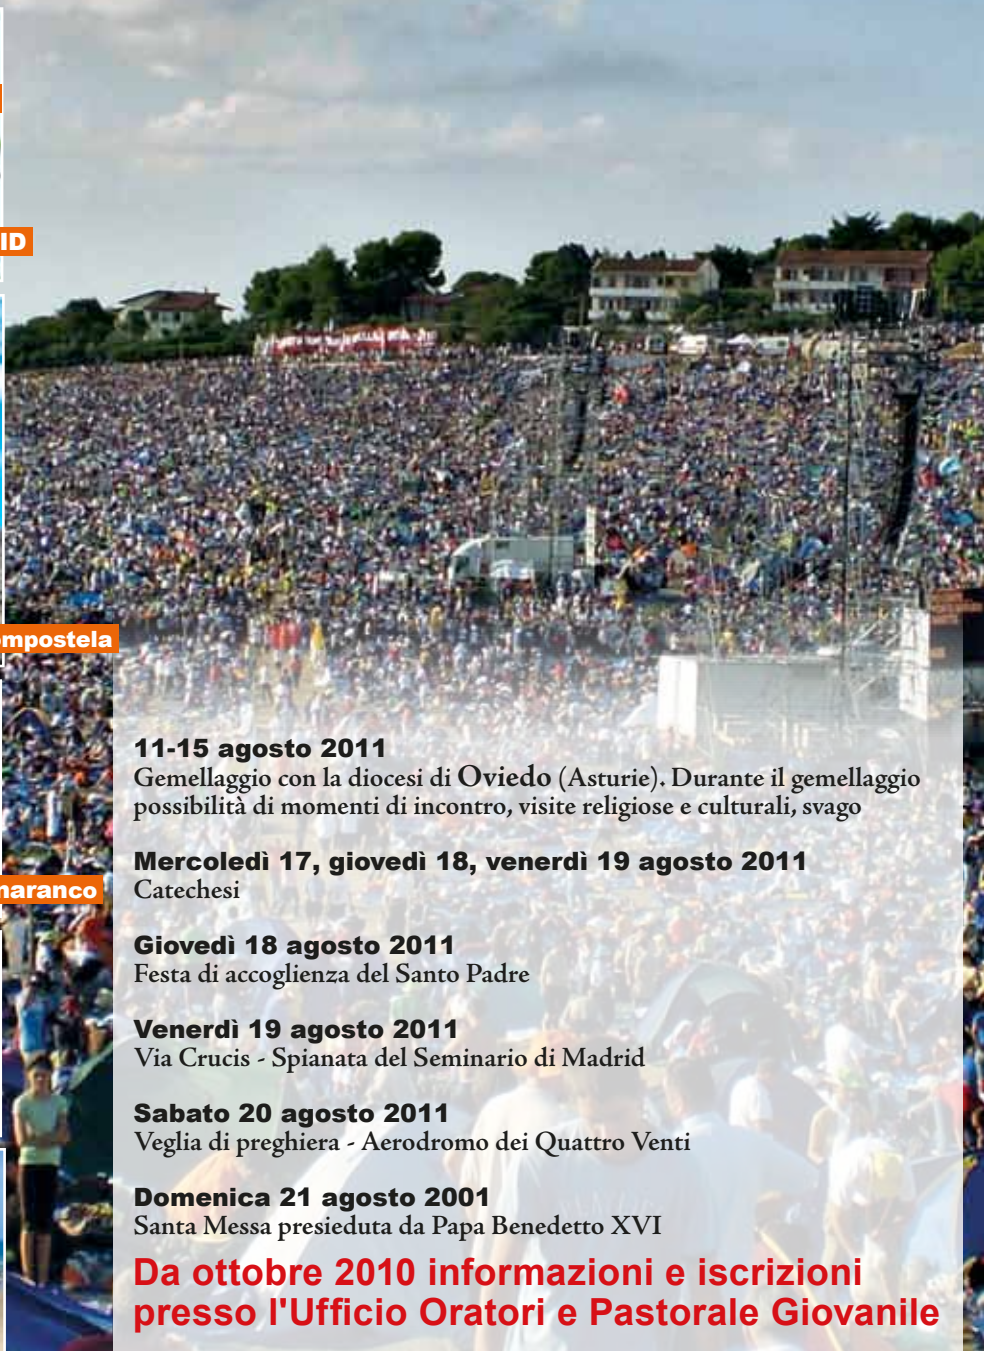 ID
mpostela
naranco
11-15 agosto 2011
Gemellaggio con la diocesi di Oviedo (Asturie). Durante il gemellaggio
possibilità di momenti di incontro, visite religiose e culturali, svago
Mercoledì 17, giovedì 18, venerdì 19 agosto 2011
Catechesi
Giovedì 18 agosto 2011
Festa di accoglienza del Santo Padre
Venerdì 19 agosto 2011
Via Crucis - Spianata del Seminario di Madrid
Sabato 20 agosto 2011
Veglia di preghiera - Aerodromo dei Quattro Venti
Domenica 21 agosto 2001
Santa Messa presieduta da Papa Benedetto XVI
Da ottobre 2010 informazioni e iscrizioni
presso l'Ufficio Oratori e Pastorale Giovanile